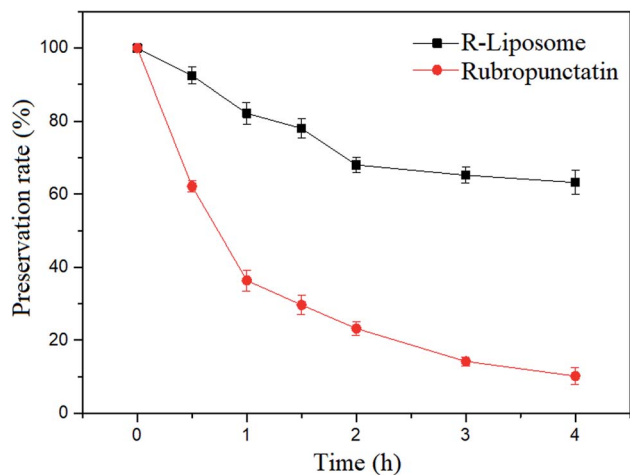 R-Liposome
Rubropunctatin
Preservation rate (%)
100
80
60
40
20
0
0 1 2 3 4
Time (h)